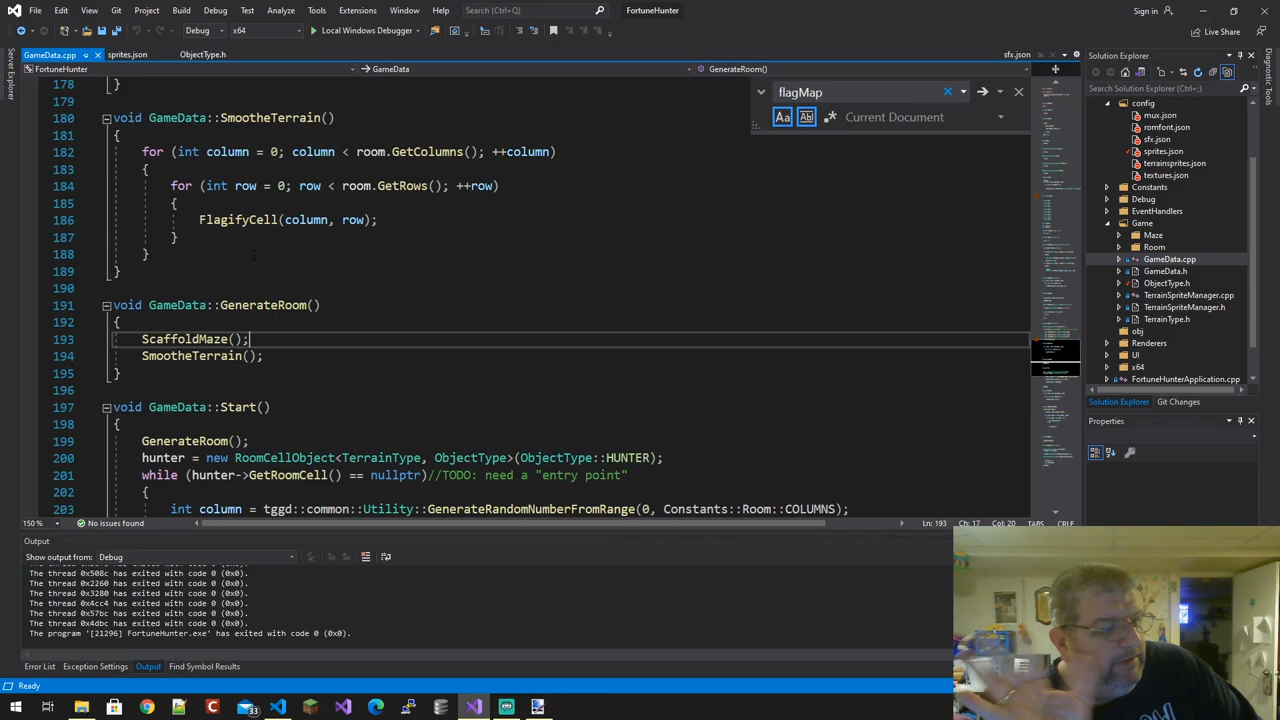 File Edit View Git Project Build Debug Test Analyze Tools Extensions Window Help Search (Ctrl+Q) FortuneHunter Sign in
Debug x64 Local Windows Debugger Live Share
GameData.cpp sprites.json ObjectType.h sfx.json Solution Explorer
FortuneHunter GameData GenerateRoom()
Server Explorer
Diagnostic Tools
Search Solution Explorer (Ctrl+;)
flagMap
Current Document
178 }
179
180 void GameData::SmootheTerrain()
181 {
182 for (int column = 0; column < room.GetColumns(); ++column)
183 {
184 for (int row = 0; row < room.GetRows(); ++row)
185 {
186 FlagifyCell(column, row);
187 }
188 }
189 }
190
191 void GameData::GenerateRoom()
192 {
193 ScaffoldMaze();
194 SmootheTerrain();
195 }
196
197 void GameData::Start()
198 {
199 GenerateRoom();
200 hunter = new RoomCellObject<TerrainType, ObjectType>(ObjectType::HUNTER);
201 while (hunter->GetRoomCell() == nullptr)//TODO: need a "entry point"
202 {
203 int column = tggd::common::Utility::GenerateRandomNumberFromRange(0, Constants::Room::COLUMNS);
config
mux.json
romfont.json
sfx.json
sprites.json
terrainsprites.json
textures.json
Constants
Debug
EventHandlers
Game
Maze
Room
GameData.cpp
GameData.h
ObjectType.h
TerrainSpriteManager.cpp
TerrainSpriteManager.h
TerrainType.h
obj
Renderers
UI
x64
FortuneHunterApplication.cpp
Solution Explorer Git Changes
Properties
150 % No issues found Ln: 193 Ch: 17 Col: 20 TABS CRLF
Output
Show output from: Debug
The thread 0x508c has exited with code 0 (0x0).
The thread 0x2260 has exited with code 0 (0x0).
The thread 0x3280 has exited with code 0 (0x0).
The thread 0x4cc4 has exited with code 0 (0x0).
The thread 0x57bc has exited with code 0 (0x0).
The thread 0x4dbc has exited with code 0 (0x0).
The program '[21296] FortuneHunter.exe' has exited with code 0 (0x0).
Error List Exception Settings Output Find Symbol Results
Ready
33